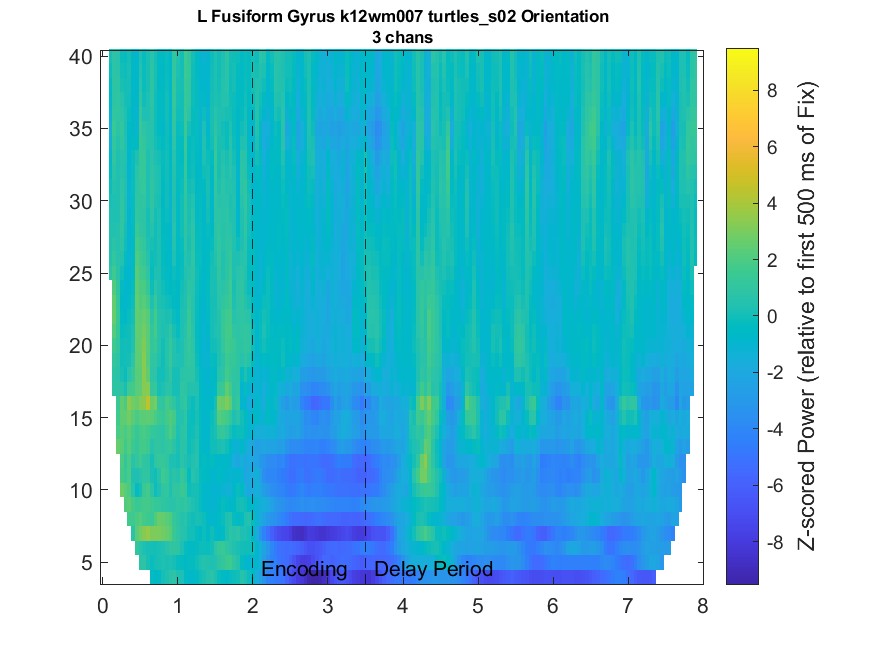 L Fusiform Gyrus k12wm007 turtles_s02 Orientation
3 chans
40
35
30
25
20
15
10
5
Encoding
Delay Period
0 1 2 3 4 5 6 7 8
8
6
4
2
0
-2
-4
-6
-8
Z-scored Power (relative to first 500 ms of Fix)